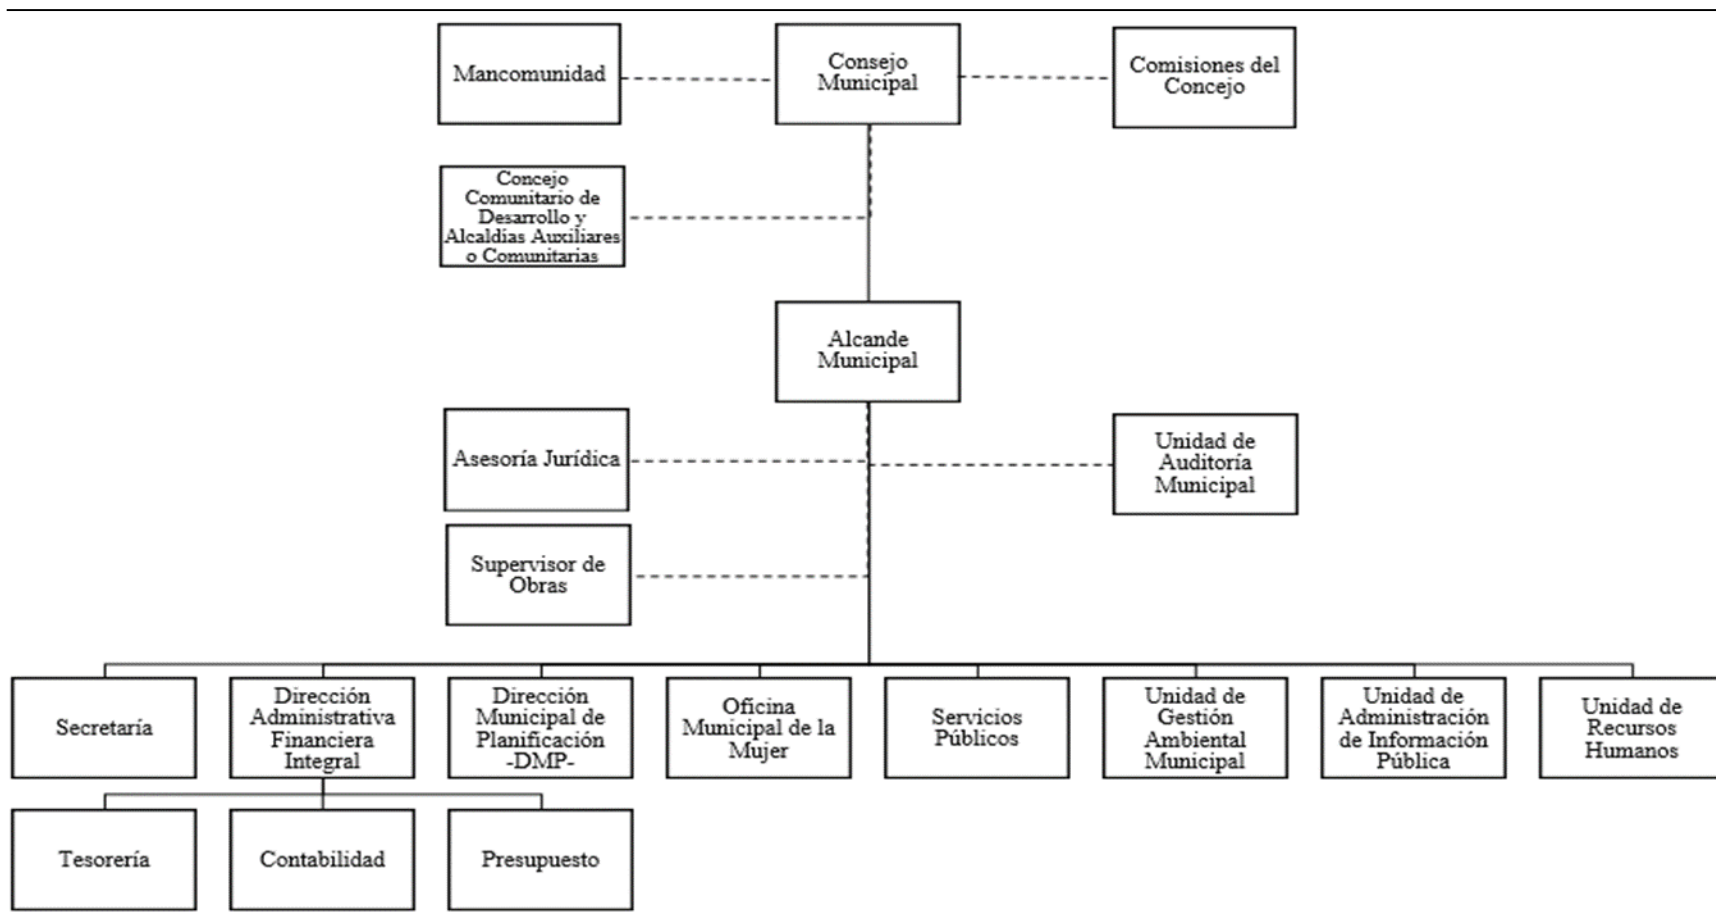 Mancomunidad
Consejo
Municipal
Comisiones del
Concejo
Concejo
Comunitario de
Desarrollo y
Alcaldías Auxiliares
o Comunitarias
Alcande
Municipal
Asesoría Jurídica
Unidad de
Auditoría
Municipal
Supervisor de
Obras
Secretaría
Dirección
Administrativa
Financiera
Integral
Dirección
Municipal de
Planificación
-DMP-
Oficina
Municipal de la
Mujer
Servicios
Públicos
Unidad de
Gestión
Ambiental
Municipal
Unidad de
Administración
de Información
Pública
Unidad de
Recursos
Humanos
Tesorería
Contabilidad
Presupuesto